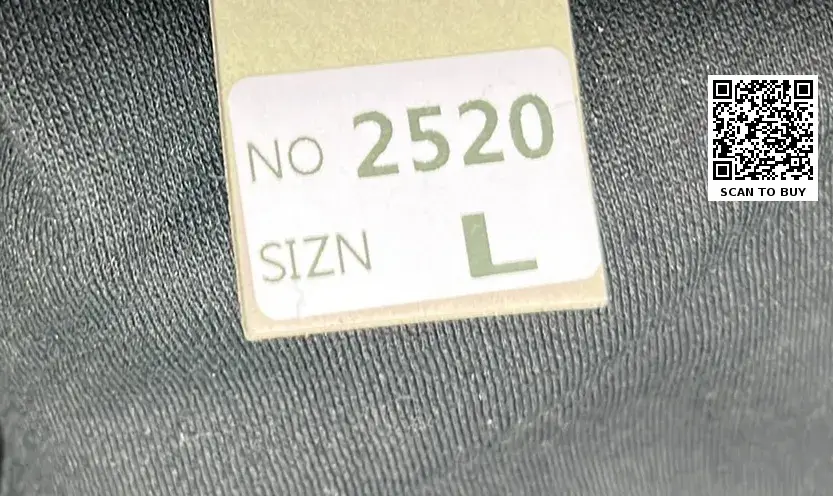 NO 2520
SIZN L
SCAN TO BUY